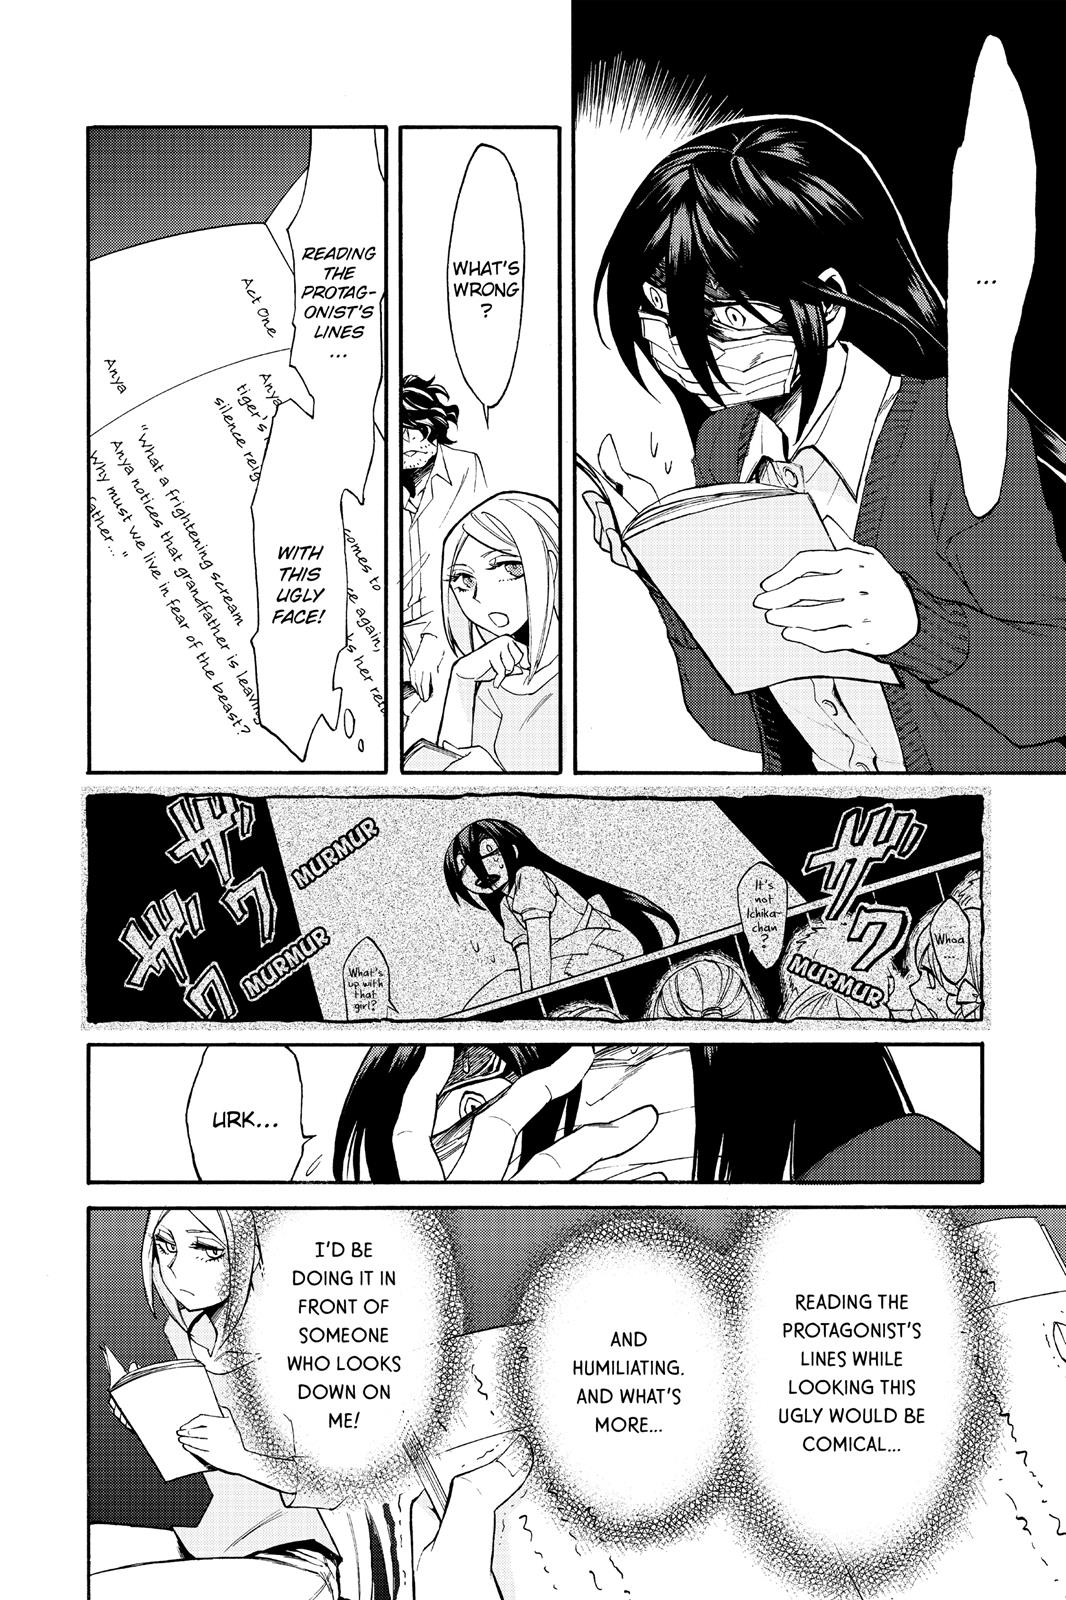 ...
WHAT'S
WRONG
?
READING
THE
PROTAG-
ONIST'S
LINES
...
WITH
THIS
UGLY
FACE!
Act One
Anya
tiger's
silence reig
comes to
ce again,
ks her
Anya
"What a frightening scream
Anya notices that grandfather is leaving
Why must we live in fear of the beast?
father..."
ザワ
MURMUR
ザワ
MURMUR
It's
not
Ichika-
chan
?
Whoa
...
ザワ
MURMUR
What's
up with
that
girl?
URK...
READING THE
PROTAGONIST'S
LINES WHILE
LOOKING THIS
UGLY WOULD BE
COMICAL...
AND
HUMILIATING.
AND WHAT'S
MORE...
I'D BE
DOING IT IN
FRONT OF
SOMEONE
WHO LOOKS
DOWN ON
ME!